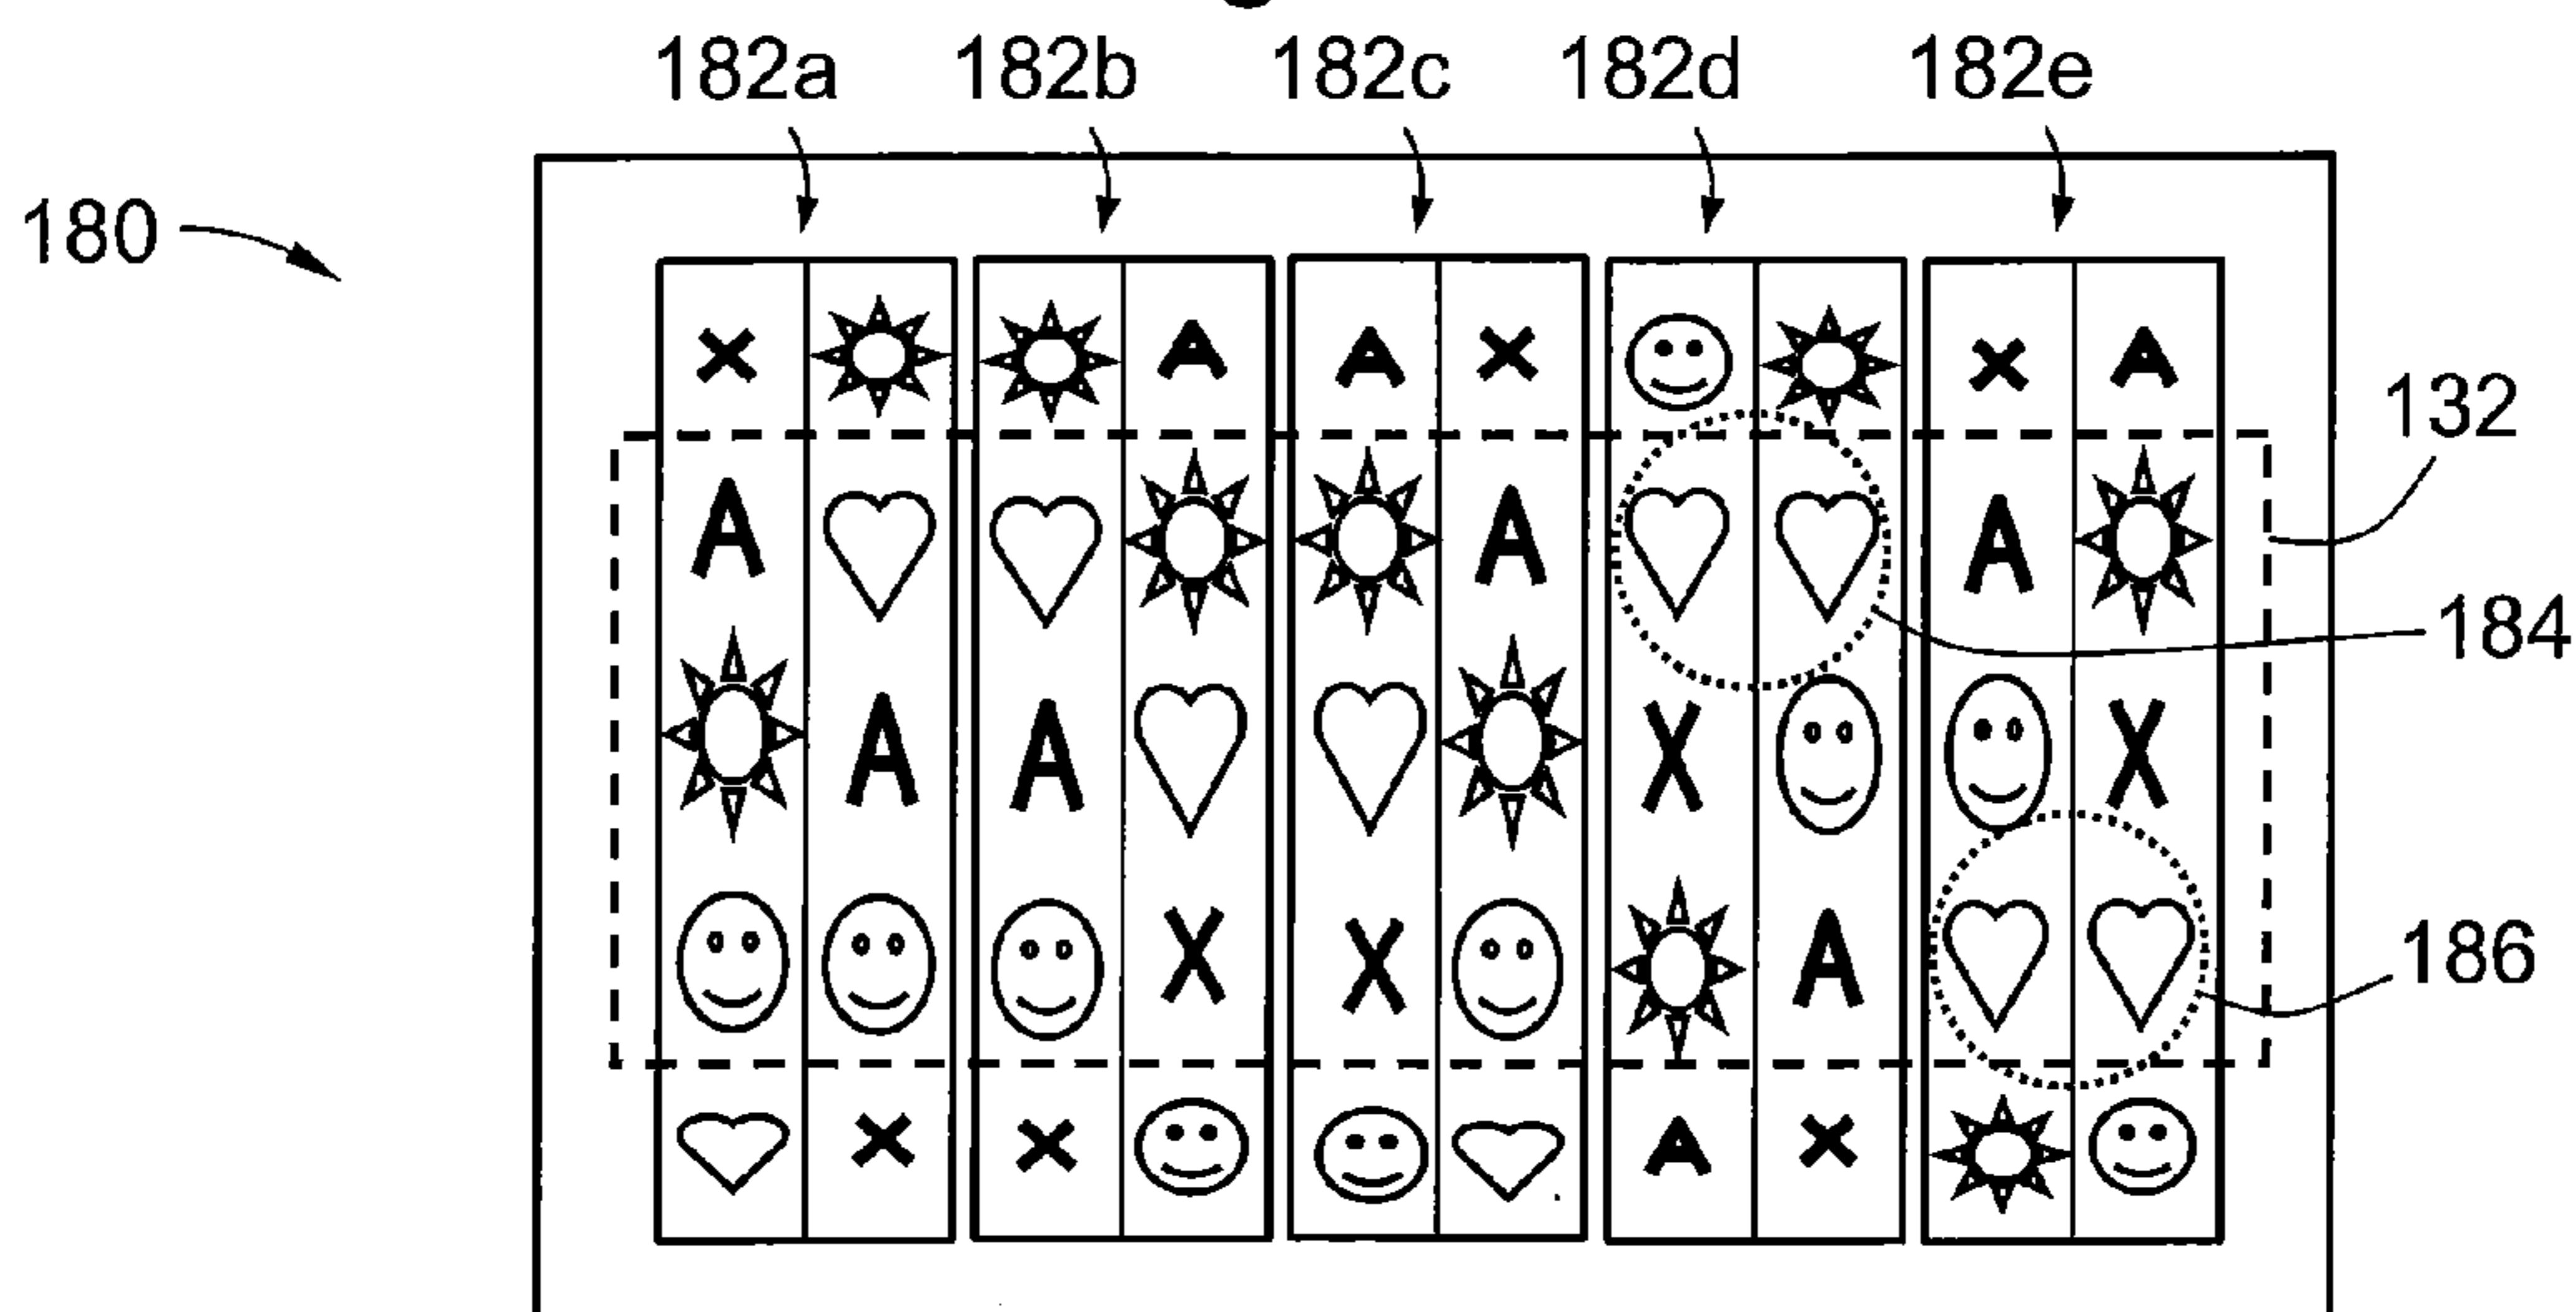 182a 182b 182c 182d 182e
180
X A A X X A
132
A A A
184
A A X X
X X A
186
X X A X